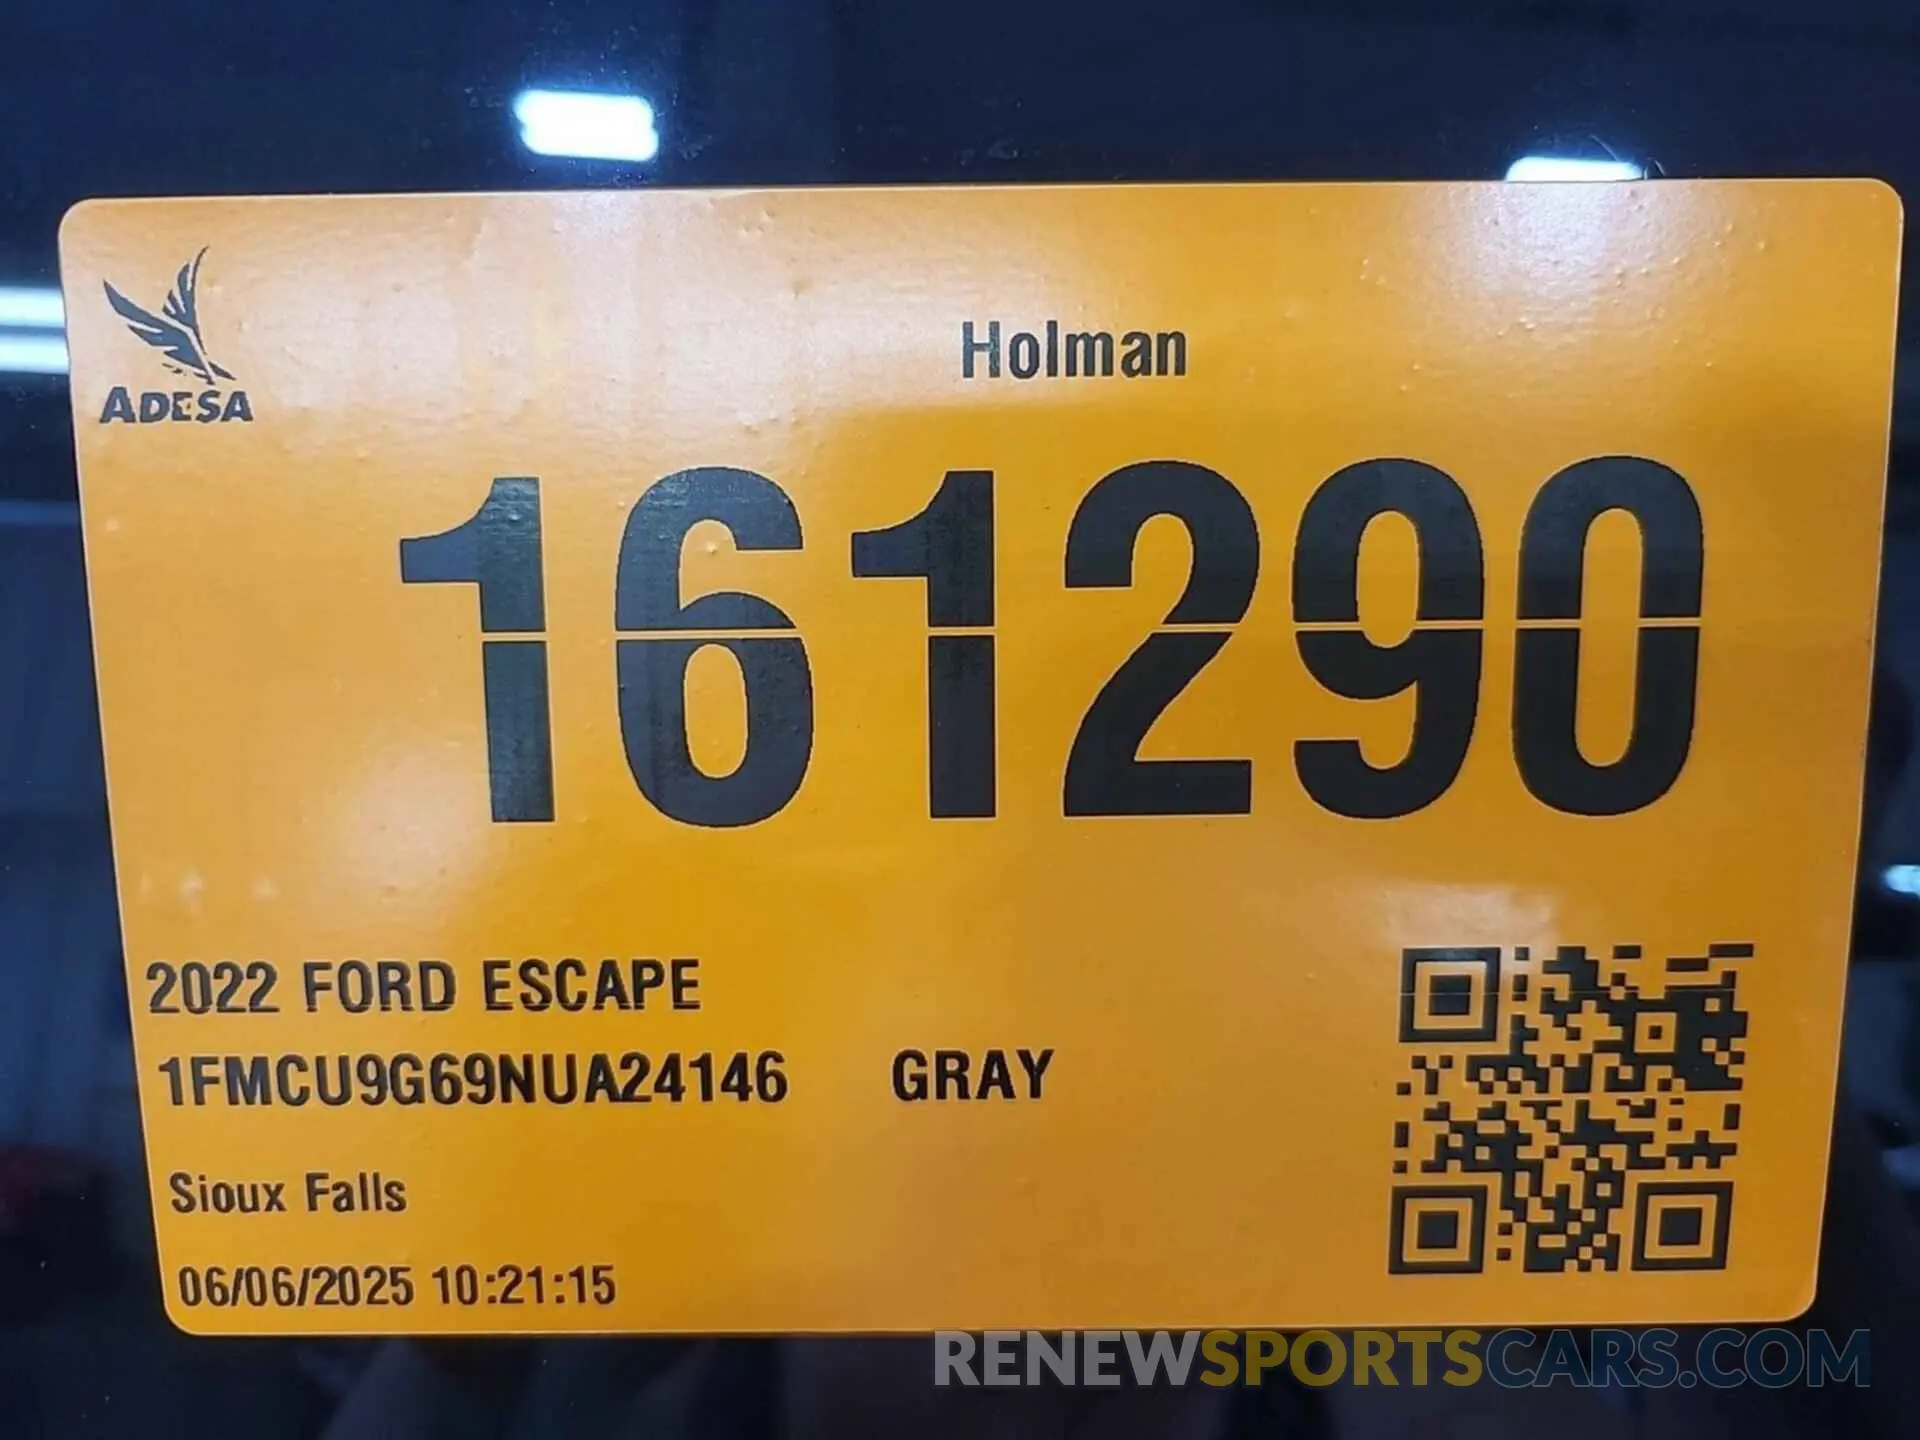 ADESA
Holman
161290
2022 FORD ESCAPE
1FMCU9G69NUA24146 GRAY
Sioux Falls
06/06/2025 10:21:15
RENEWSPORTSCARS.COM